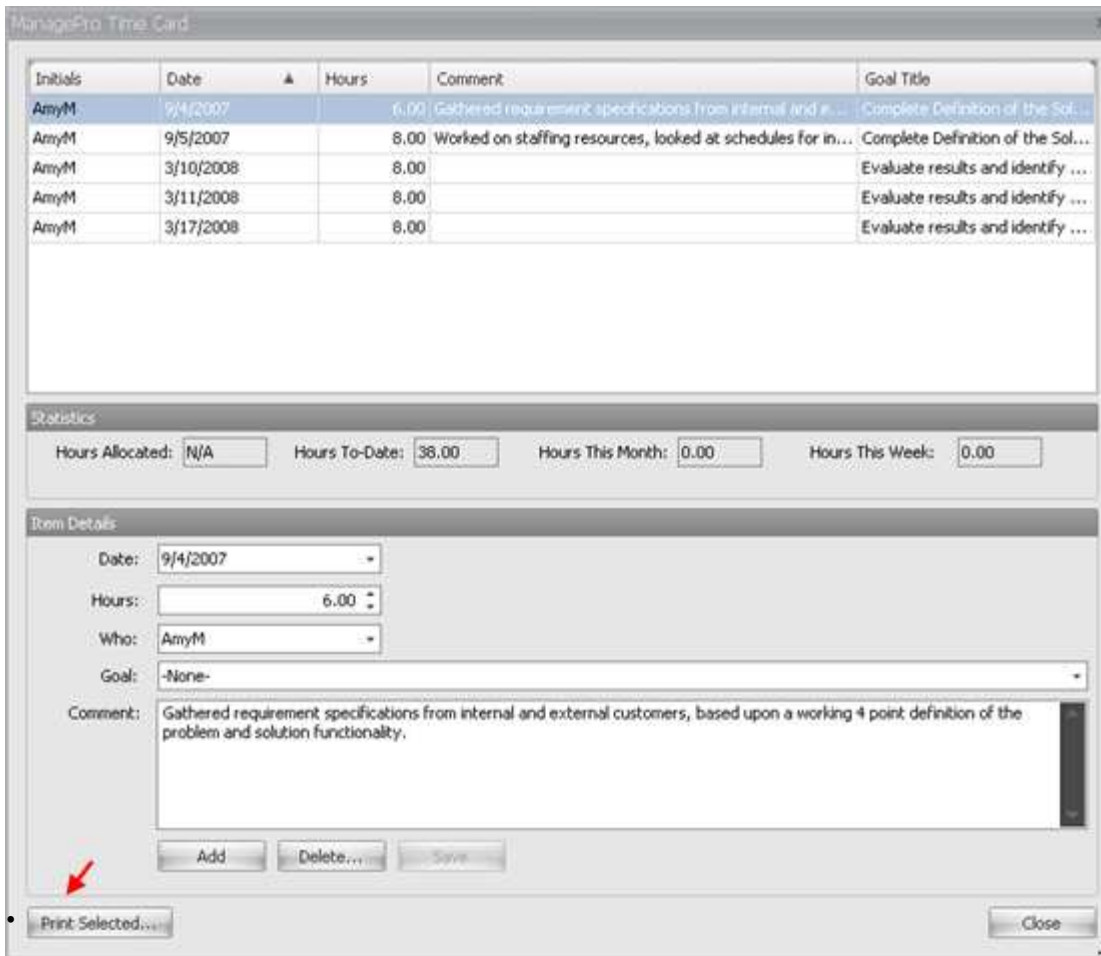 ManagePro Time Card
Initials Date Hours Comment Goal Title
AmyM 9/4/2007 6.00 Gathered requirement specifications from internal and e... Complete Definition of the Sol...
AmyM 9/5/2007 8.00 Worked on staffing resources, looked at schedules for in... Complete Definition of the Sol...
AmyM 3/10/2008 8.00 Evaluate results and identify ...
AmyM 3/11/2008 8.00 Evaluate results and identify ...
AmyM 3/17/2008 8.00 Evaluate results and identify ...
Statistics
Hours Allocated: N/A Hours To-Date: 38.00 Hours This Month: 0.00 Hours This Week: 0.00
Item Details
Date: 9/4/2007
Hours: 6.00
Who: AmyM
Goal: -None-
Comment: Gathered requirement specifications from internal and external customers, based upon a working 4 point definition of the
problem and solution functionality.
Add Delete... Save
Print Selected... Close